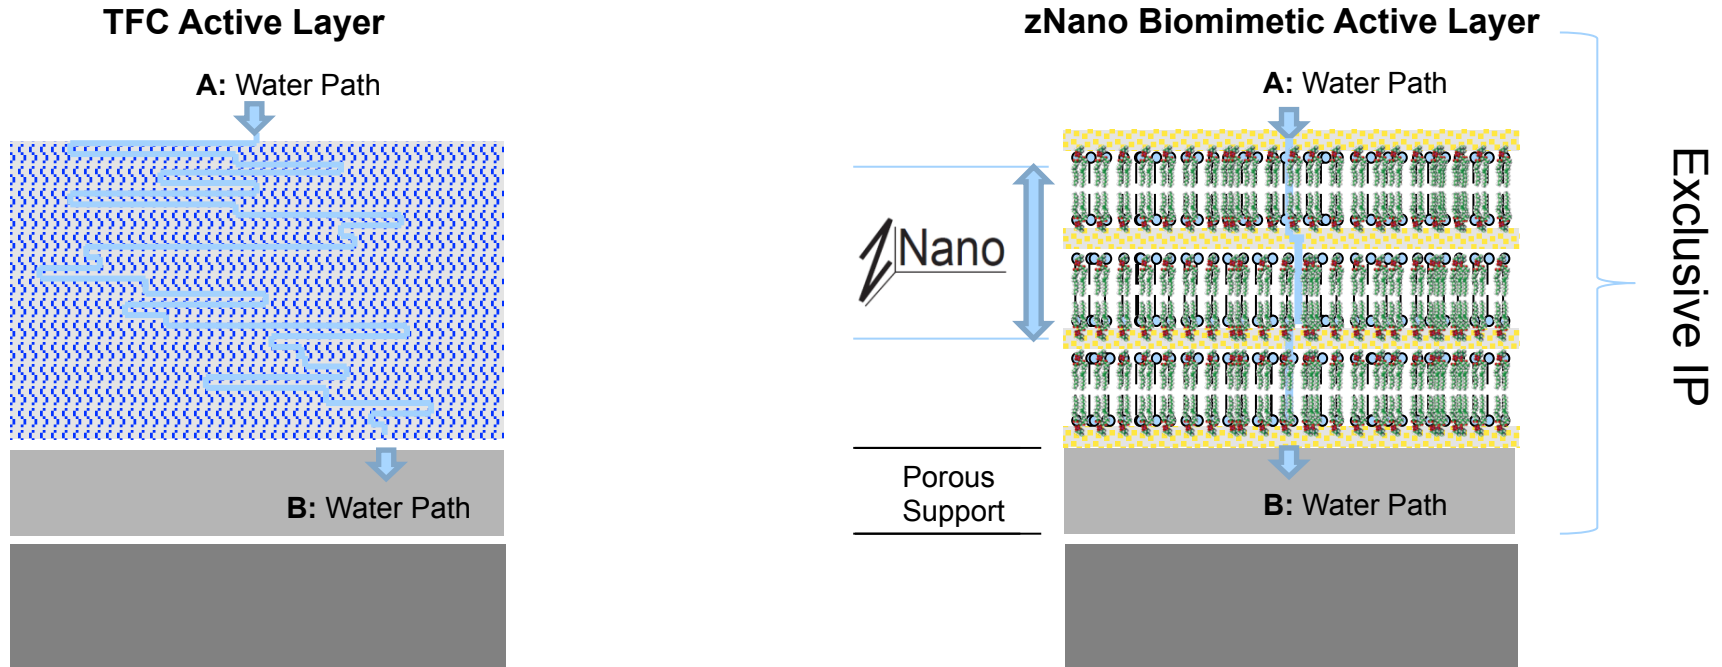 TFC Active Layer
A: Water Path
B: Water Path
zNano Biomimetic Active Layer
A: Water Path
zNano
Porous
Support
B: Water Path
Exclusive IP